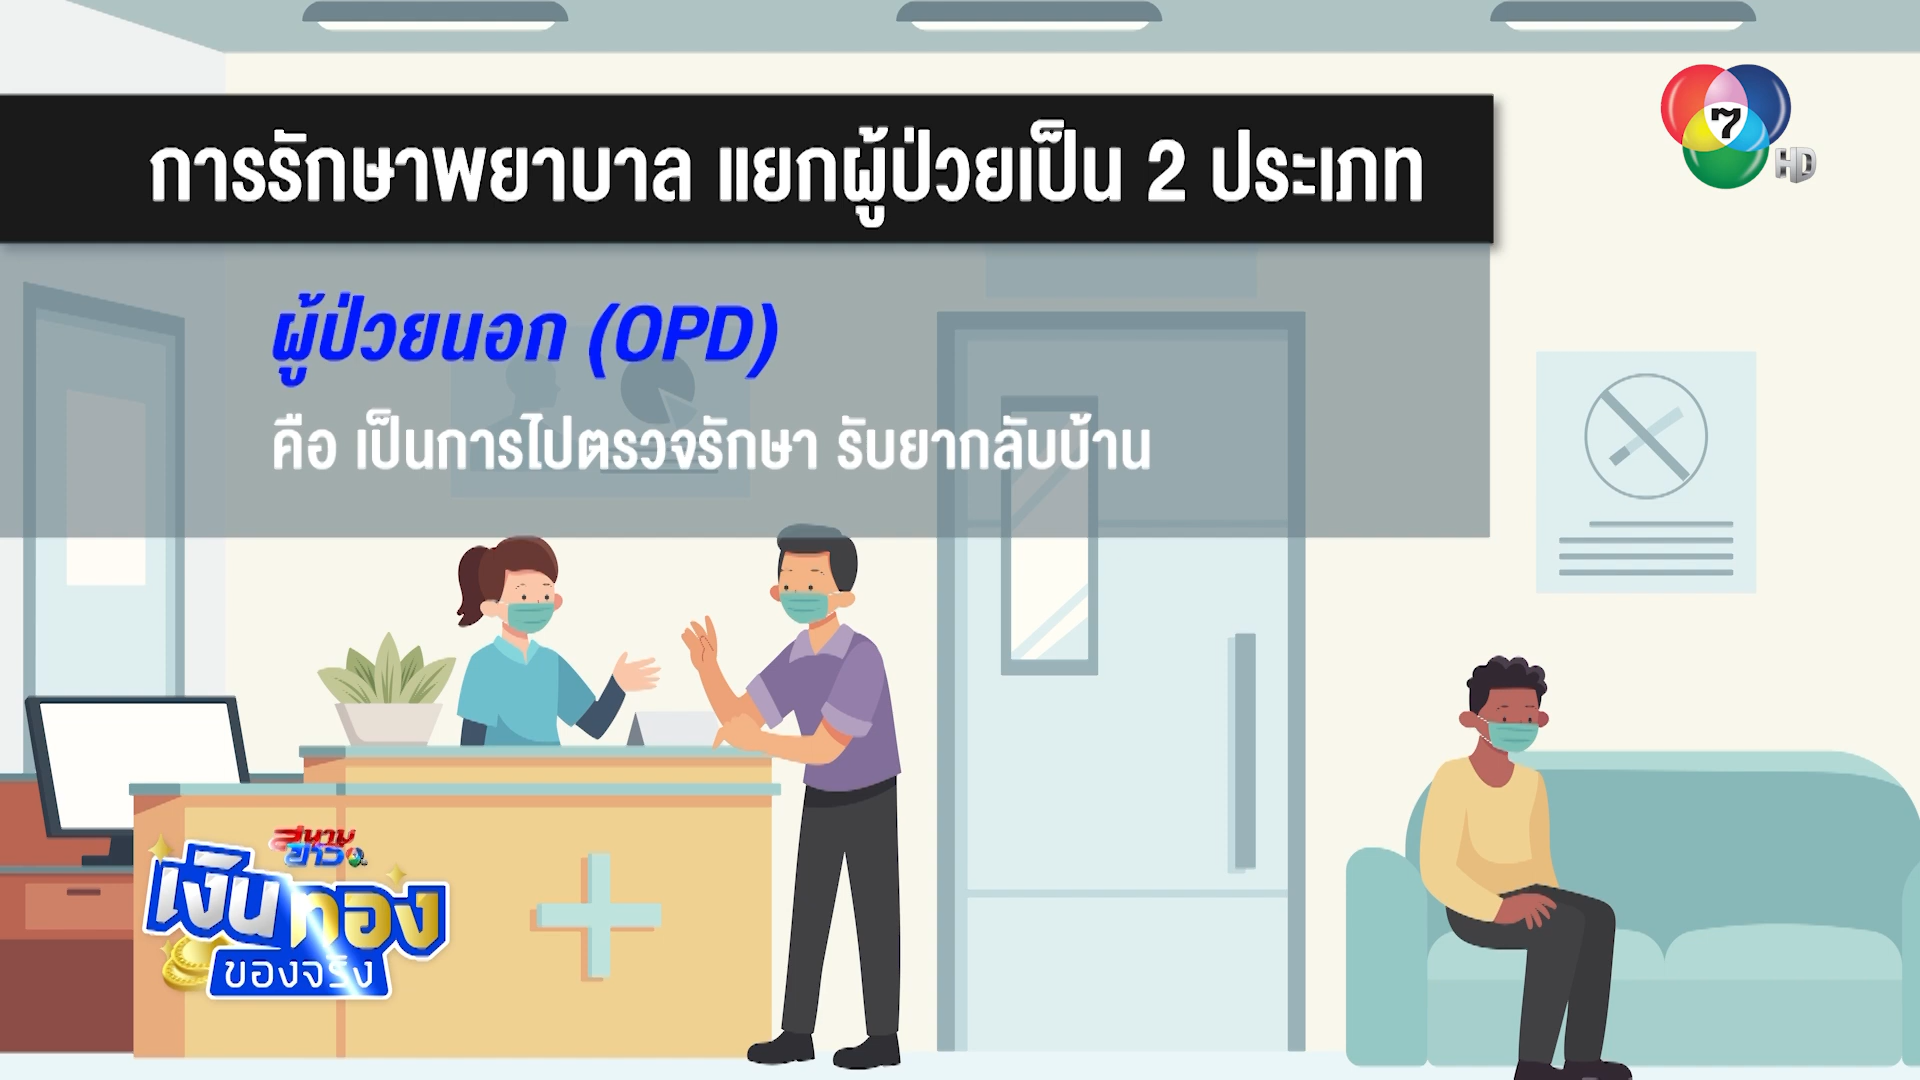 การรักษาพยาบาล แยกผู้ป่วยเป็น 2 ประเภท
7
HD
ผู้ป่วยนอก (OPD)
คือ เป็นการไปตรวจรักษา รับยากลับบ้าน
สนามข่าว 7
เงินทอง
ของจริง